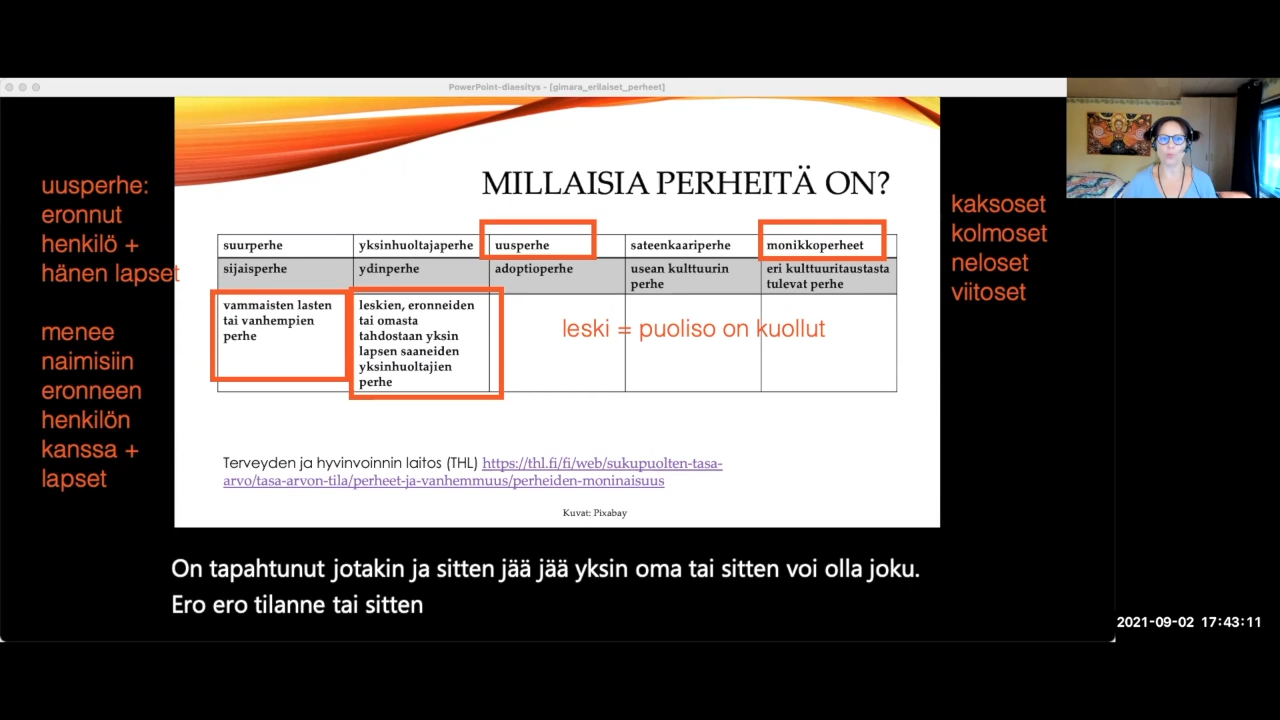 PowerPoint-diaesitys - [gimara_erilaiset_perheet]
uusperhe:
eronnut
henkilö +
hänen lapset
menee
naimisiin
eronneen
henkilön
kanssa +
lapset
MILLAISIA PERHEITÄ ON?
suurperhe
yksinhuoltajaperhe
uusperhe
sateenkaariperhe
monikkoperheet
sijaisperhe
ydinperhe
adoptioperhe
usean kulttuurin
perhe
eri kulttuuritaustasta
tulevat perhe
vammaisten lasten
tai vanhempien
perhe
leskien, eronneiden
tai omasta
tahdostaan yksin
lapsen saaneiden
yksinhuoltajien
perhe
leski = puoliso on kuollut
Terveyden ja hyvinvoinnin laitos (THL) https://thl.fi/fi/web/sukupuolten-tasa-
arvo/tasa-arvon-tila/perheet-ja-vanhemmuus/perheiden-moninaisuus
Kuvat: Pixabay
kaksoset
kolmoset
neloset
viitoset
On tapahtunut jotakin ja sitten jää jää yksin oma tai sitten voi olla joku.
Ero ero tilanne tai sitten
2021-09-02 17:43:11